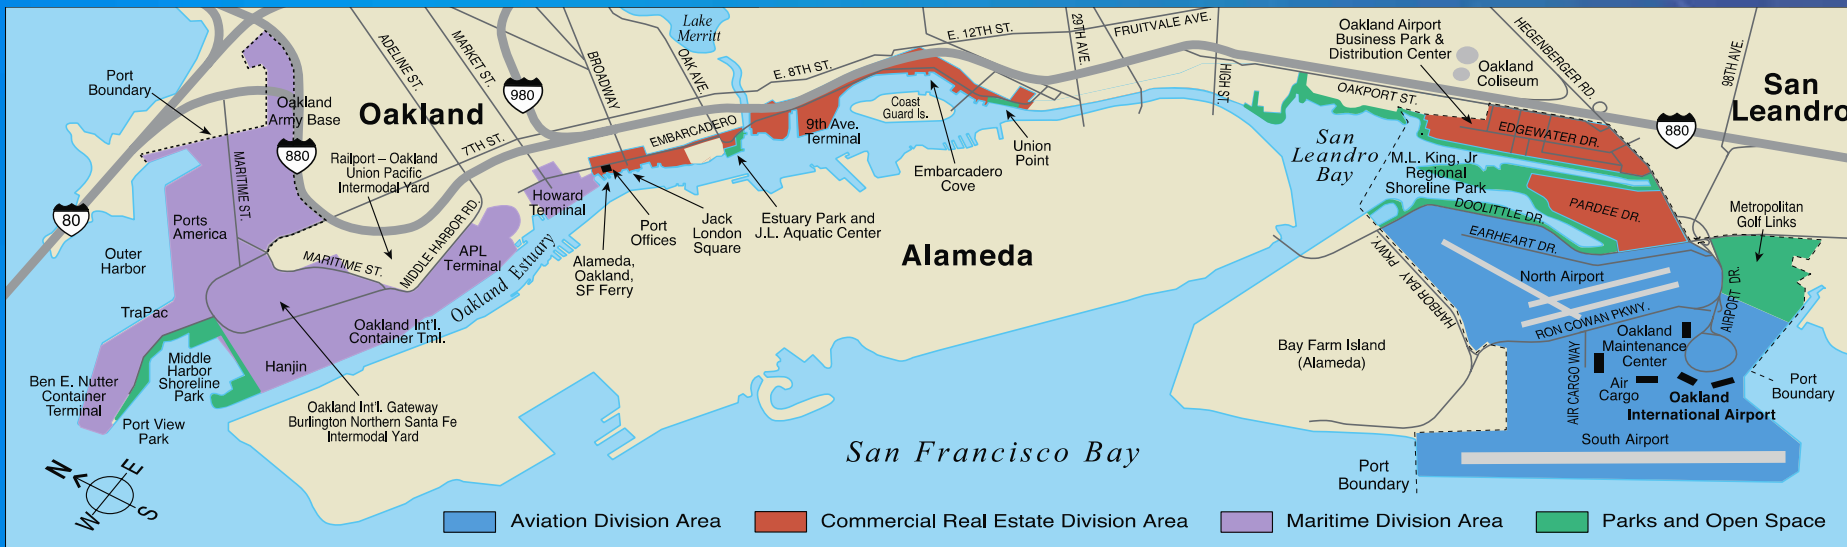 Port
Boundary
Oakland
Army Base
Oakland
ADELINE ST.
MARKET ST.
980
BROADWAY
Lake
Merritt
OAK AVE.
E. 8TH ST.
E. 12TH ST.
29TH AVE.
FRUITVALE AVE.
HIGH ST.
Oakland Airport
Business Park &
Distribution Center
Oakland
Coliseum
HEGENBERGER RD.
98TH AVE.
San
Leandro
880
OAKPORT ST.
EDGEWATER DR.
880
7TH ST.
EMBARCADERO
MARITIME ST.
Railport – Oakland
Union Pacific
Intermodal Yard
9th Ave.
Terminal
Coast
Guard Is.
Embarcadero
Cove
Union
Point
San
Leandro
Bay
M.L. King, Jr
Regional
Shoreline Park
DOOLITTLE DR.
PARDEE DR.
Metropolitan
Golf Links
80
Ports
America
Outer
Harbor
MARITIME ST.
MIDDLE HARBOR RD.
APL
Terminal
Howard
Terminal
Alameda,
Oakland,
SF Ferry
Port
Offices
Jack
London
Square
Estuary Park and
J.L. Aquatic Center
Alameda
Oakland Estuary
EARHEART DR.
North Airport
HARBOR BAY PKWY.
RON COWAN PKWY.
AIRPORT DR.
TraPac
Oakland Int'l.
Container Tml.
Middle
Harbor
Shoreline
Park
Hanjin
Ben E. Nutter
Container
Terminal
Port View
Park
Oakland Int'l. Gateway
Burlington Northern Santa Fe
Intermodal Yard
Bay Farm Island
(Alameda)
Oakland
Maintenance
Center
AIR CARGO WAY
Air
Cargo
Oakland
International Airport
Port
Boundary
South Airport
San Francisco Bay
Port
Boundary
N
E
W
S
Aviation Division Area
Commercial Real Estate Division Area
Maritime Division Area
Parks and Open Space